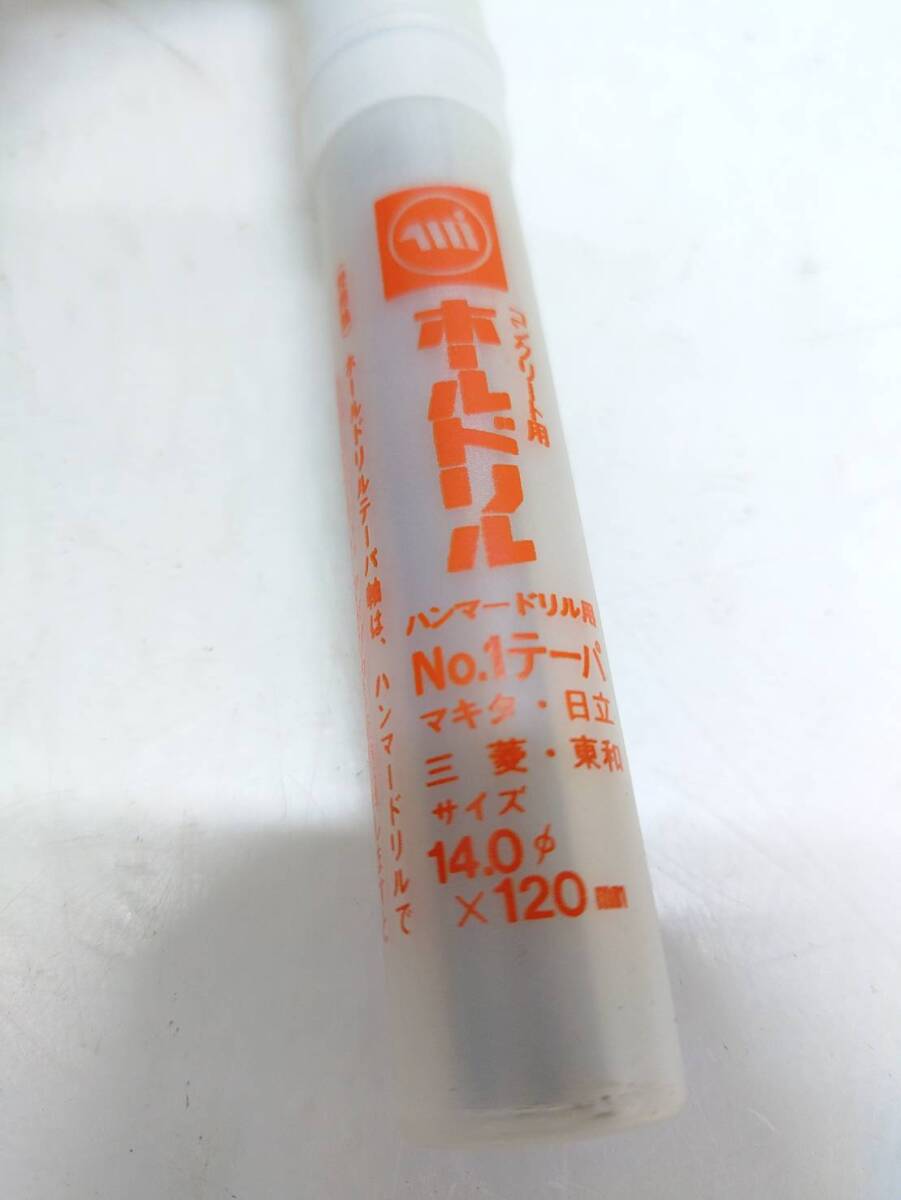 コンクリート用
ホールドリル
ハンマードリル用
No.1テーパ
マキタ・日立
三菱・東和
サイズ
14.0φ
×120mm
ホールドリルテーパ軸は、ハンマードリルで